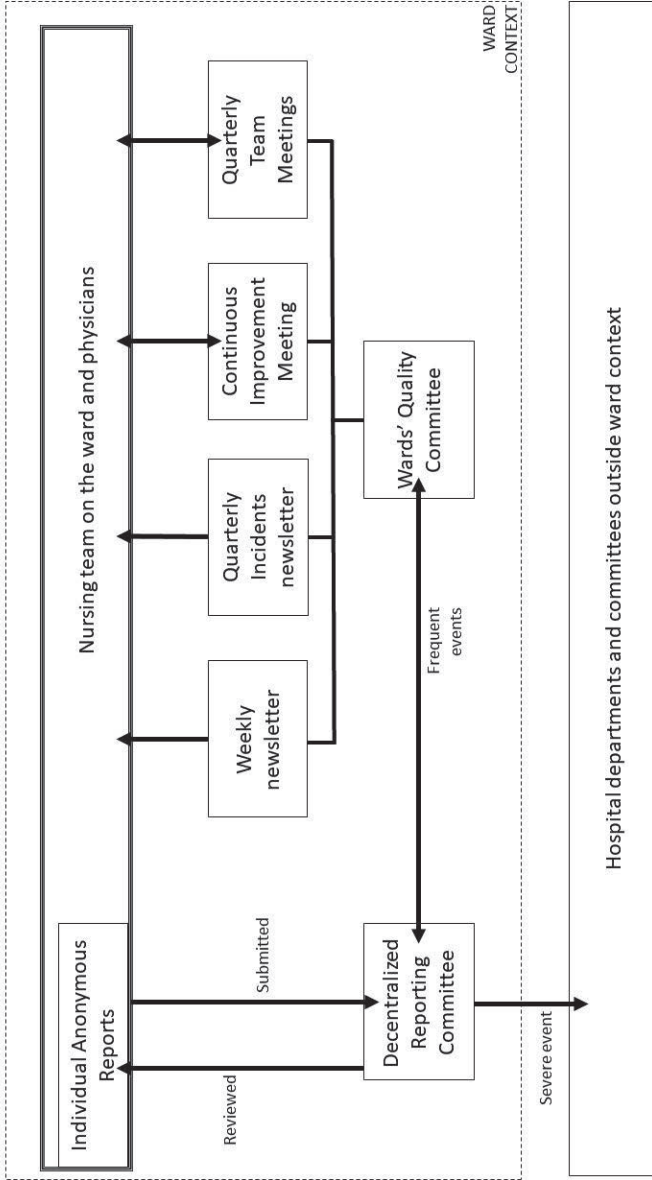 Nursing team on the ward and physicians
Individual Anonymous
Reports
Reviewed
Submitted
Weekly
newsletter
Quarterly
Incidents
newsletter
Continuous
Improvement
Meeting
Quarterly
Team
Meetings
Decentralized
Reporting
Committee
Frequent
events
Wards’ Quality
Committee
WARD
CONTEXT
Severe event
Hospital departments and committees outside ward context